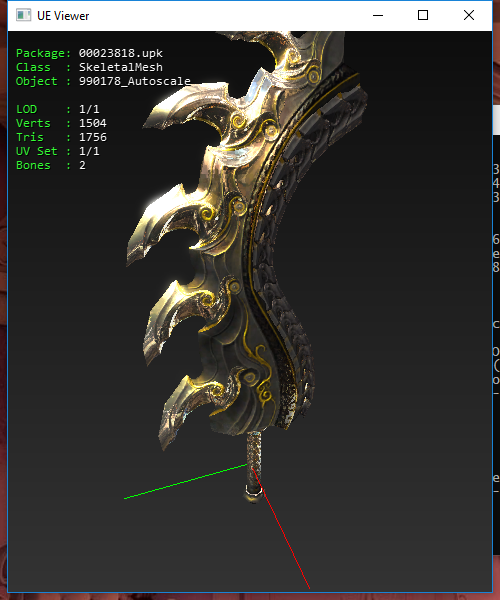 UE Viewer
Package: 00023818.upk
Class : SkeletalMesh
Object : 990178_Autoscale
LOD : 1/1
Verts : 1504
Tris : 1756
UV Set : 1/1
Bones : 2